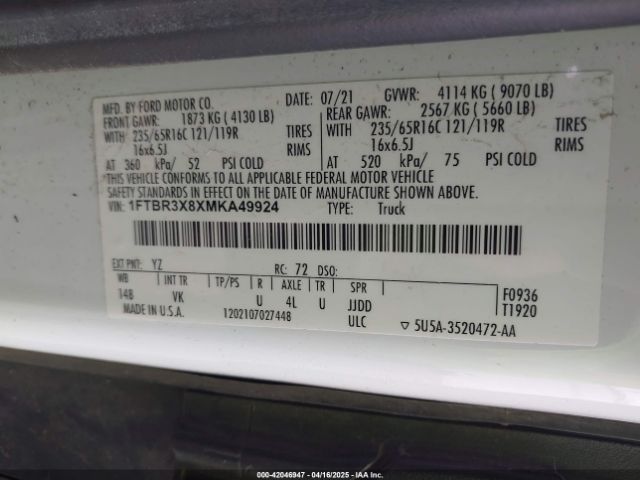 MFD. BY FORD MOTOR CO. DATE: 07/21 GVWR: 4114 KG ( 9070 LB)
FRONT GAWR: 1873 KG ( 4130 LB) REAR GAWR: 2567 KG ( 5660 LB)
WITH 235/65R16C 121/119R TIRES WITH 235/65R16C 121/119R TIRES
16x6.5J RIMS 16x6.5J RIMS
AT 360 kPa/ 52 PSI COLD AT 520 kPa/ 75 PSI COLD
THIS VEHICLE CONFORMS TO ALL APPLICABLE FEDERAL MOTOR VEHICLE
SAFETY STANDARDS IN EFFECT ON THE DATE OF MANUFACTURE SHOWN ABOVE.
VIN: 1FTBR3X8XMKA49924 TYPE: Truck
EXT PNT: YZ RC: 72 DSO:
WB INT TR TP/PS R AXLE TR SPR F0936
148 VK U 4L U JJDD T1920
MADE IN U.S.A. 1202107027448 ULC ▽ 5U5A-3520472-AA
000-42046947 - 04/16/2025 - IAA Inc.